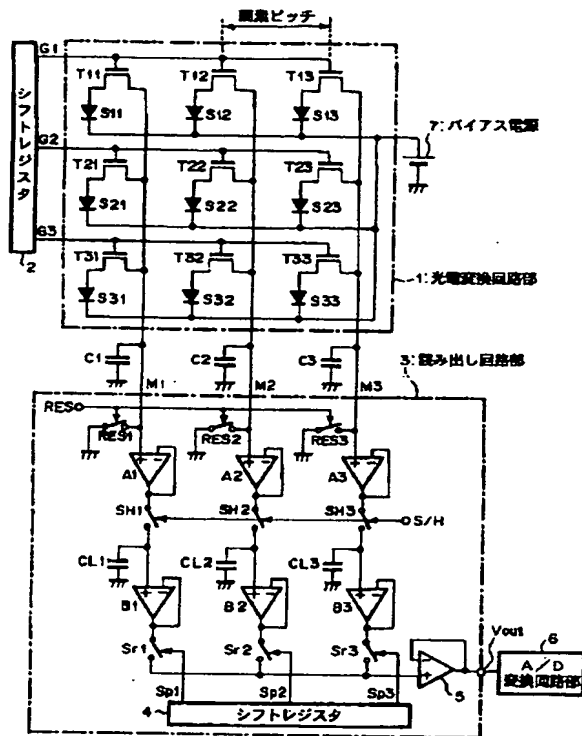 画素ピッチ
G1
T11 T12 T13
シフトレジスタ
S11 S12 S13
7:バイアス電源
G2
T21 T22 T23
S21 S22 S23
G3
2
T31 T32 T33
S31 S32 S33
1:光電変換回路部
C1 C2 C3
3:読み出し回路部
M1 M2 M3
RES
RES1 RES2 RES3
A1 A2 A3
SH1 SH2 SH3
S/H
CL1 CL2 CL3
B1 B2 B3
Vout
6
Sr1 Sr2 Sr3
A/D
変換回路部
5
Sp1 Sp2 Sp3
4
シフトレジスタ